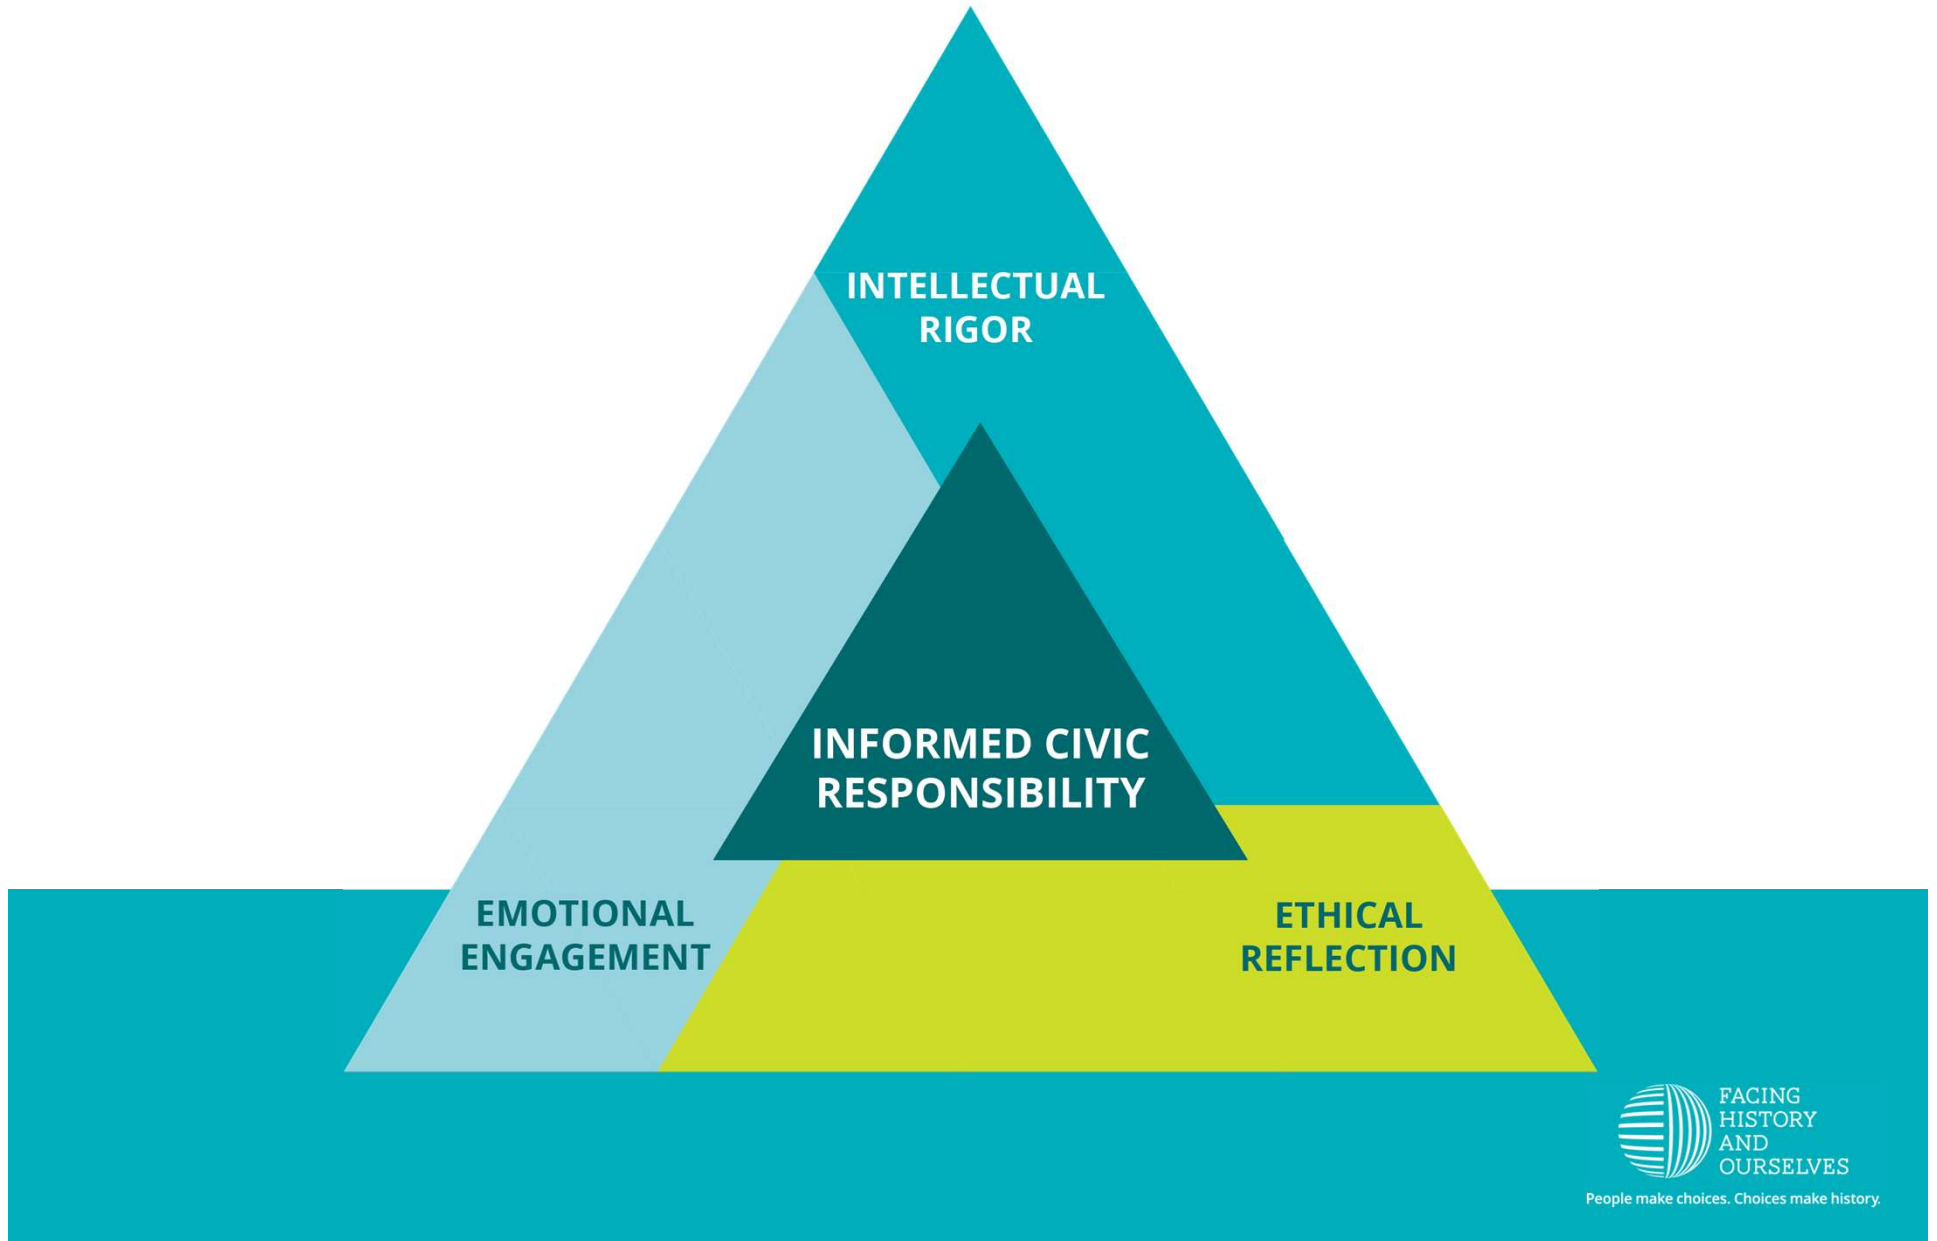 INTELLECTUAL
RIGOR
INFORMED CIVIC
RESPONSIBILITY
EMOTIONAL
ENGAGEMENT
ETHICAL
REFLECTION
FACING
HISTORY
AND
OURSELVES
People make choices. Choices make history.